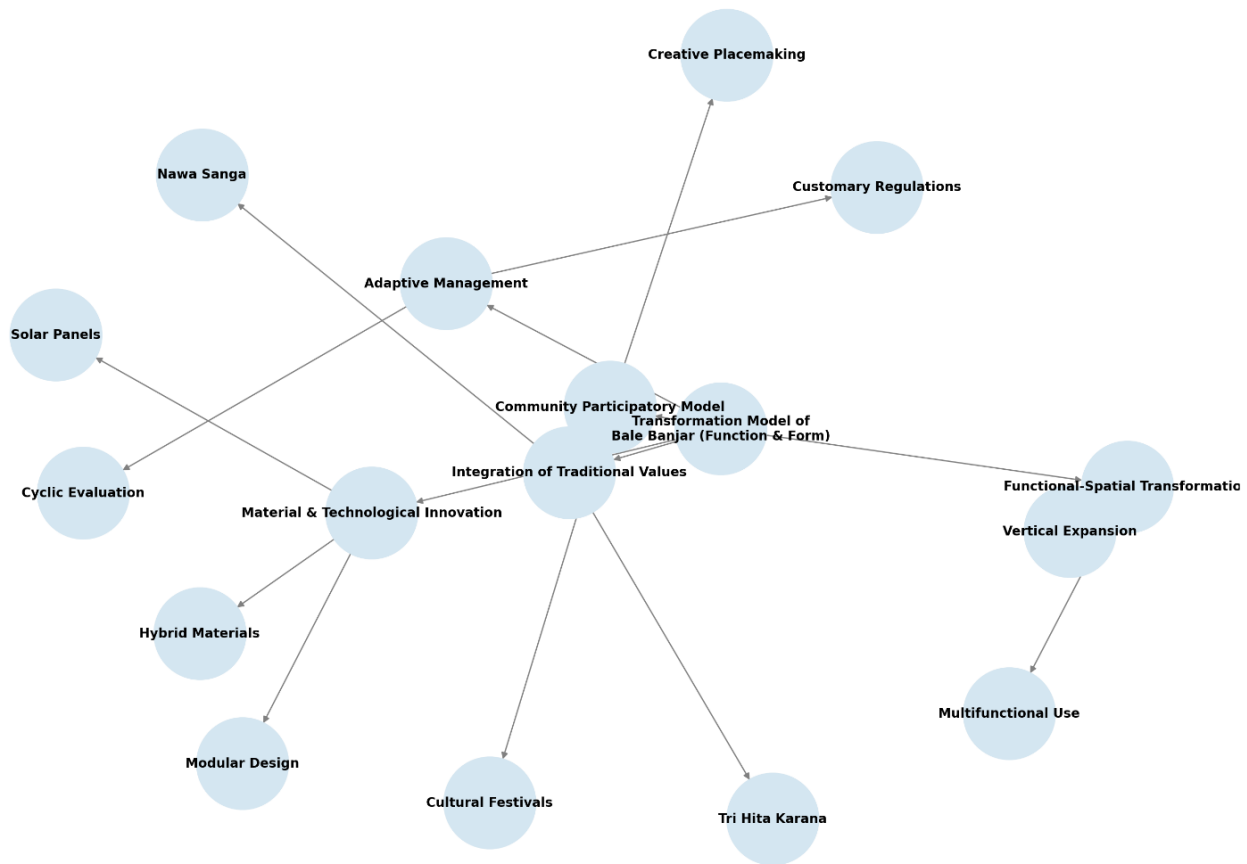 Creative Placemaking
Nawa Sanga
Customary Regulations
Adaptive Management
Solar Panels
Community Participatory Model
Transformation Model of
Bale Banjar (Function & Form)
Integration of Traditional Values
Functional-Spatial Transformatio
Cyclic Evaluation
Material & Technological Innovation
Vertical Expansion
Hybrid Materials
Multifunctional Use
Modular Design
Cultural Festivals
Tri Hita Karana